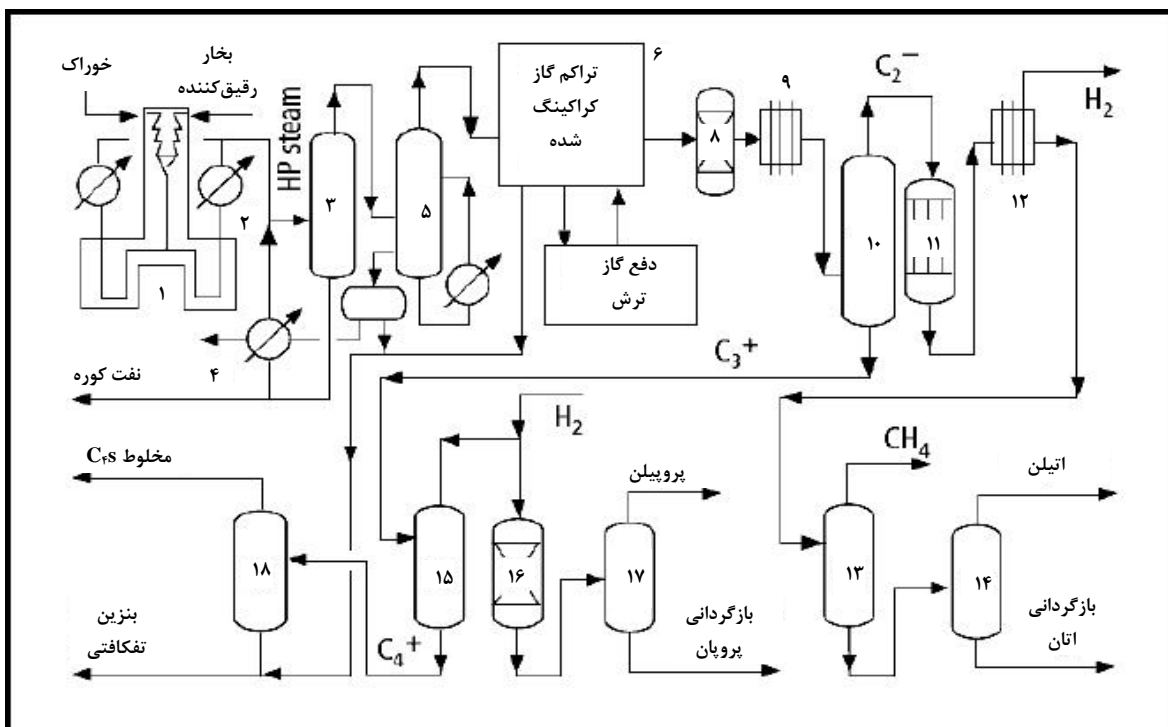 خوراک
بخار
رقیق‌کننده
HP steam
۱
۲
۳
۴
۵
۶
تراکم گاز
کراکینگ
شده
دفع گاز
ترش
۸
۹
C₂⁻
۱۰
۱۱
H₂
۱۲
نفت کوره
C₃⁺
مخلوط C₄s
H₂
CH₄
پروپیلن
اتیلن
۱۸
۱۵
۱۶
۱۷
۱۳
۱۴
بنزین
تفکافتی
C₄⁺
بازگردانی
پروپان
بازگردانی
اتان